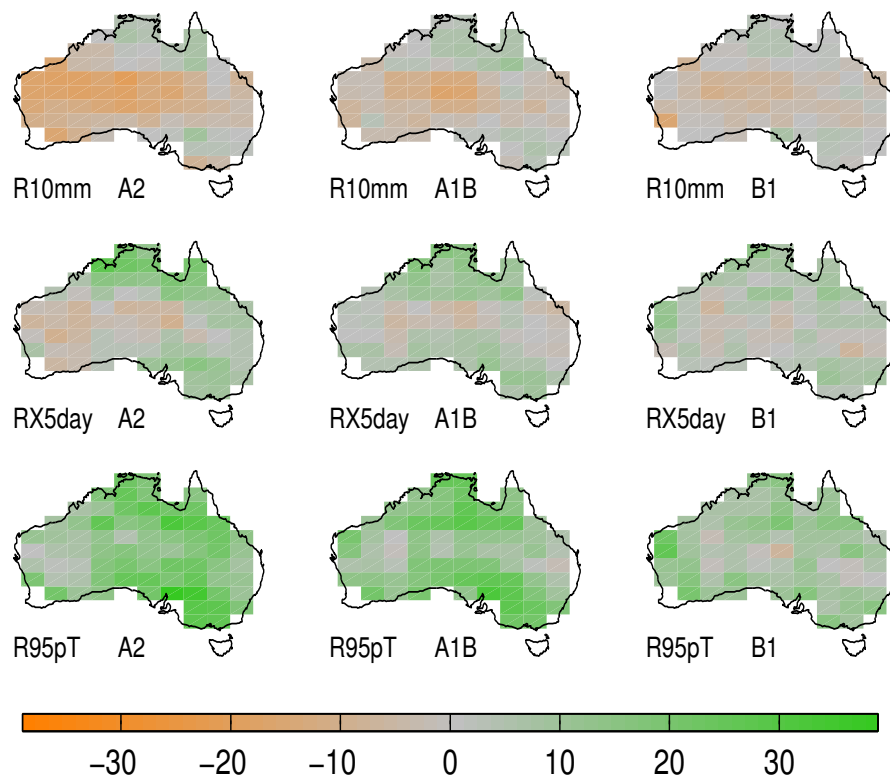 R10mm A2 R10mm A1B R10mm B1
RX5day A2 RX5day A1B RX5day B1
R95pT A2 R95pT A1B R95pT B1
−30 −20 −10 0 10 20 30